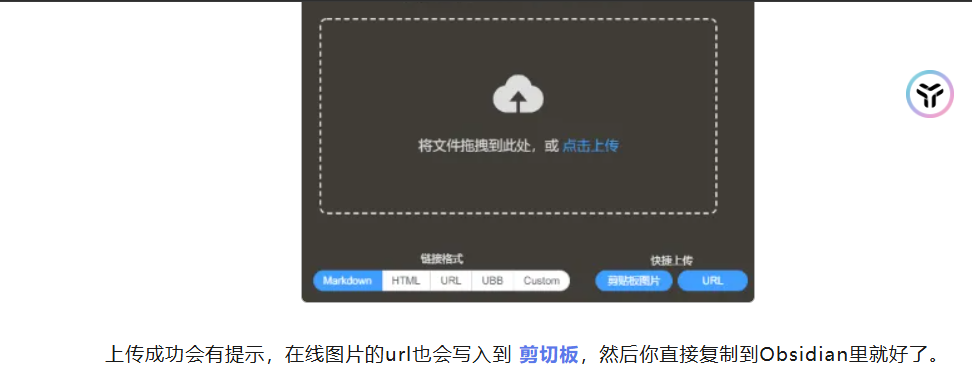 将文件拖拽到此处，或 点击上传
链接格式 快捷上传
Markdown HTML URL UBB Custom 剪贴板图片 URL
上传成功会有提示，在线图片的url也会写入到 剪切板，然后你直接复制到Obsidian里就好了。